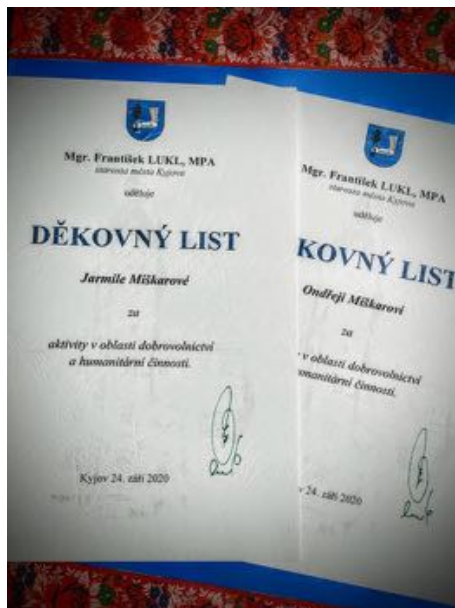 Mgr. František LUKL, MPA
starosta města Kyjova
uděluje
DĚKOVNÝ LIST
Jarmile Miškarové
za
aktivity v oblasti dobrovolnictví
a humanitární činnosti.
Kyjov 24. září 2020
Mgr. František LUKL, MPA
starosta města Kyjova
uděluje
KOVNÝ LIST
Ondřeji Miškarovi
za
v oblasti dobrovolnictví
humanitární činnosti.
24. září 2020